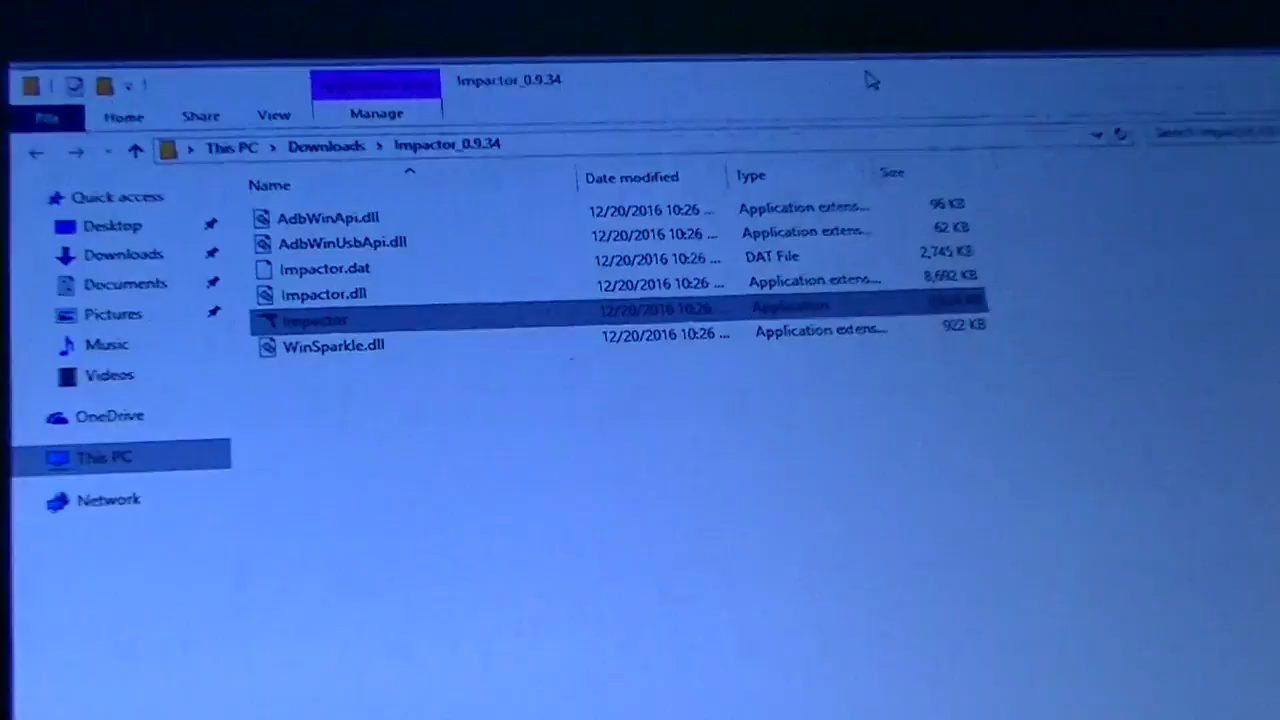 Impactor_0.9.34
File Home Share View Manage
This PC > Downloads > Impactor_0.9.34
Name Date modified Type Size
Quick access
Desktop
Downloads
Documents
Pictures
Music
Videos
OneDrive
This PC
Network
AdbWinApi.dll 12/20/2016 10:26 ... Application extens... 96 KB
AdbWinUsbApi.dll 12/20/2016 10:26 ... Application extens... 62 KB
Impactor.dat 12/20/2016 10:26 ... DAT File 2,745 KB
Impactor.dll 12/20/2016 10:26 ... Application extens... 8,692 KB
Impactor 12/20/2016 10:26 ... Application
WinSparkle.dll 12/20/2016 10:26 ... Application extens... 922 KB